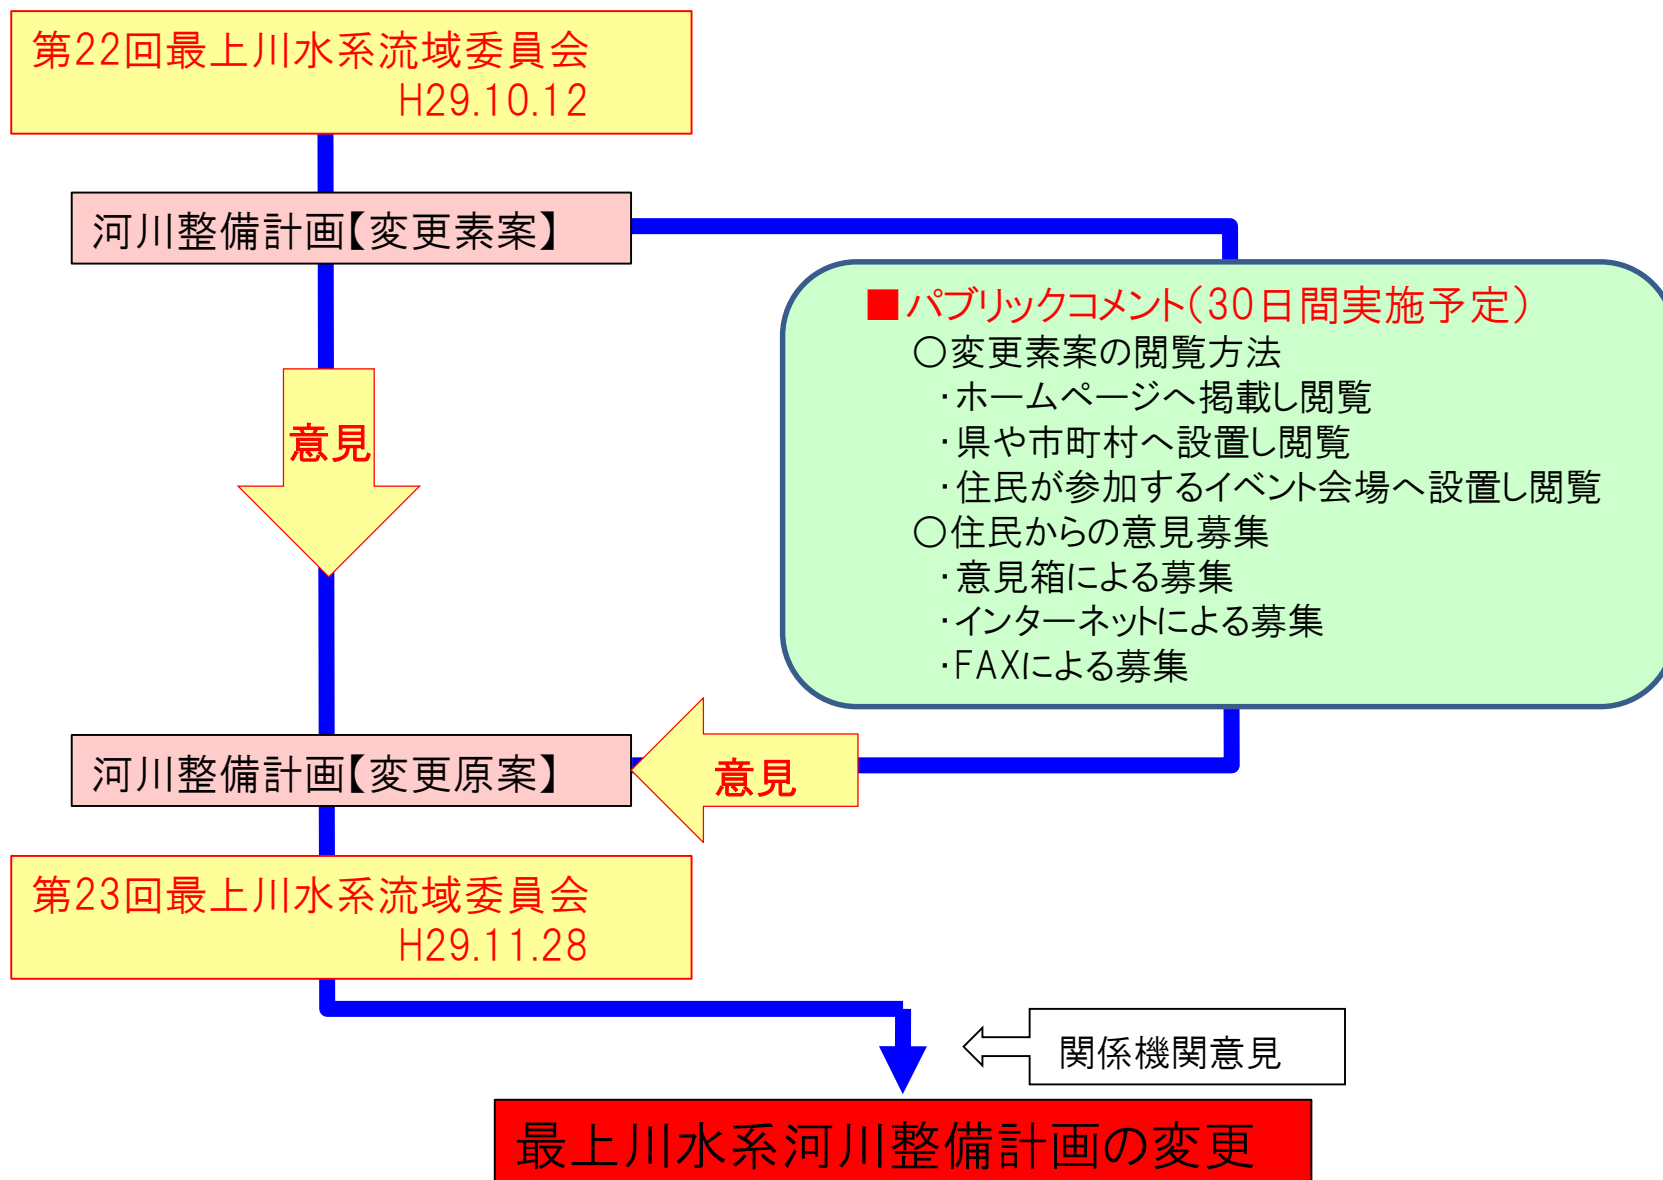 第22回最上川水系流域委員会
H29.10.12
河川整備計画【変更素案】
■パブリックコメント（30日間実施予定）
〇変更素案の閲覧方法
・ホームページへ掲載し閲覧
・県や市町村へ設置し閲覧
・住民が参加するイベント会場へ設置し閲覧
〇住民からの意見募集
・意見箱による募集
・インターネットによる募集
・FAXによる募集
意見
意見
河川整備計画【変更原案】
第23回最上川水系流域委員会
H29.11.28
関係機関意見
最上川水系河川整備計画の変更